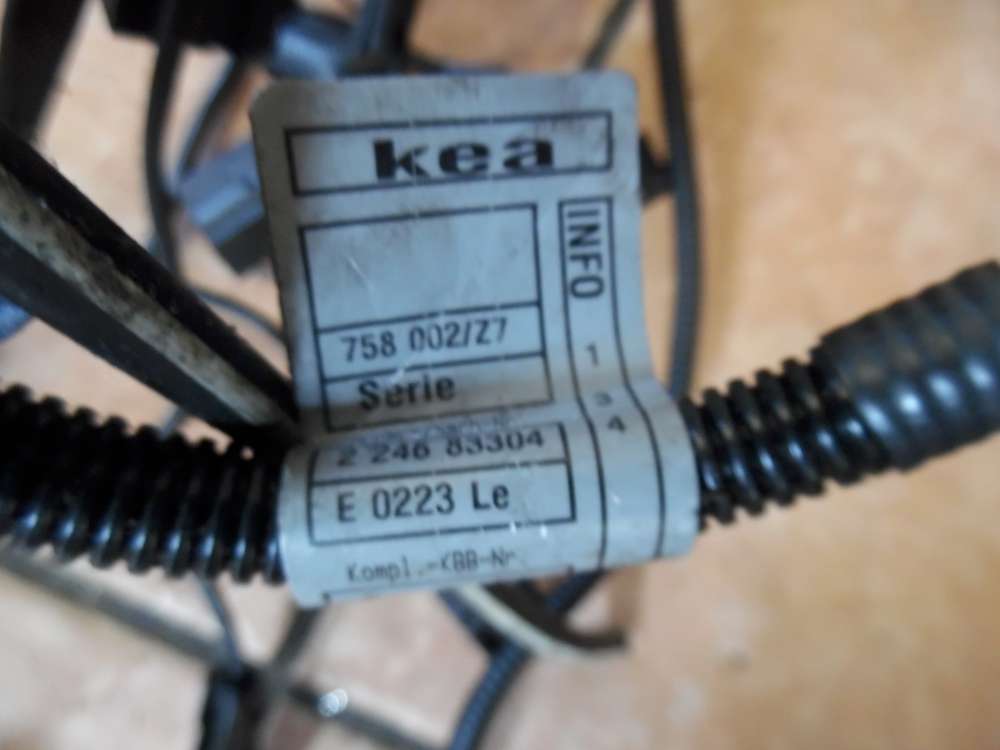 kea
INFO
758 002/Z7
1
Serie
3
4
2 246 83304
E 0223 Le
Kompl.-KBB-Nr